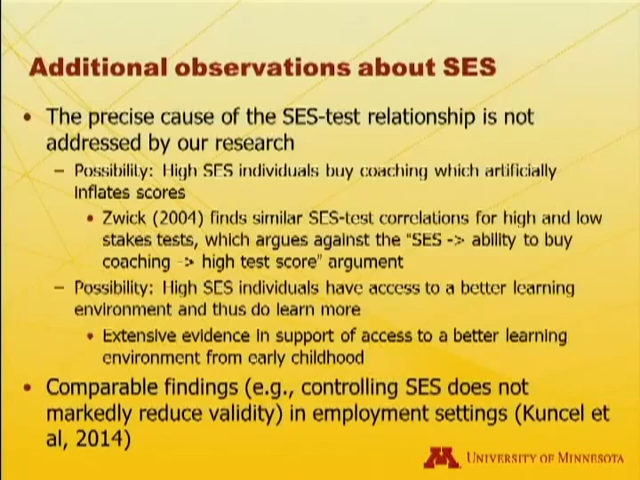 Additional observations about SES
• The precise cause of the SES-test relationship is not
addressed by our research
– Possibility: High SES individuals buy coaching which artificially
inflates scores
• Zwick (2004) finds similar SES-test correlations for high and low
stakes tests, which argues against the "SES -> ability to buy
coaching -> high test score" argument
– Possibility: High SES individuals have access to a better learning
environment and thus do learn more
• Extensive evidence in support of access to a better learning
environment from early childhood
• Comparable findings (e.g., controlling SES does not
markedly reduce validity) in employment settings (Kuncel et
al, 2014)
M UNIVERSITY OF MINNESOTA